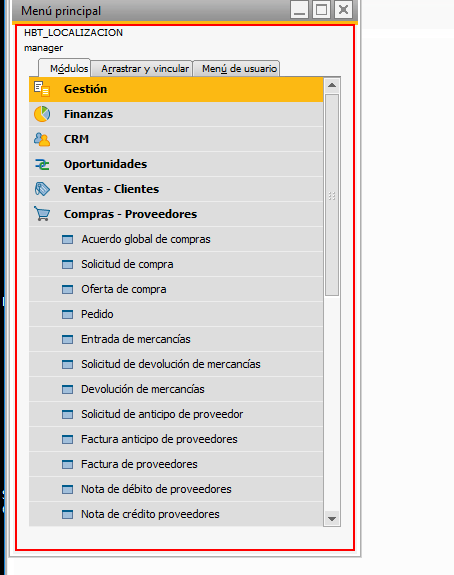 Menú principal
HBT_LOCALIZACION
manager
Módulos Arrastrar y vincular Menú de usuario
Gestión
Finanzas
CRM
Oportunidades
Ventas - Clientes
Compras - Proveedores
Acuerdo global de compras
Solicitud de compra
Oferta de compra
Pedido
Entrada de mercancías
Solicitud de devolución de mercancías
Devolución de mercancías
Solicitud de anticipo de proveedor
Factura anticipo de proveedores
Factura de proveedores
Nota de débito de proveedores
Nota de crédito proveedores